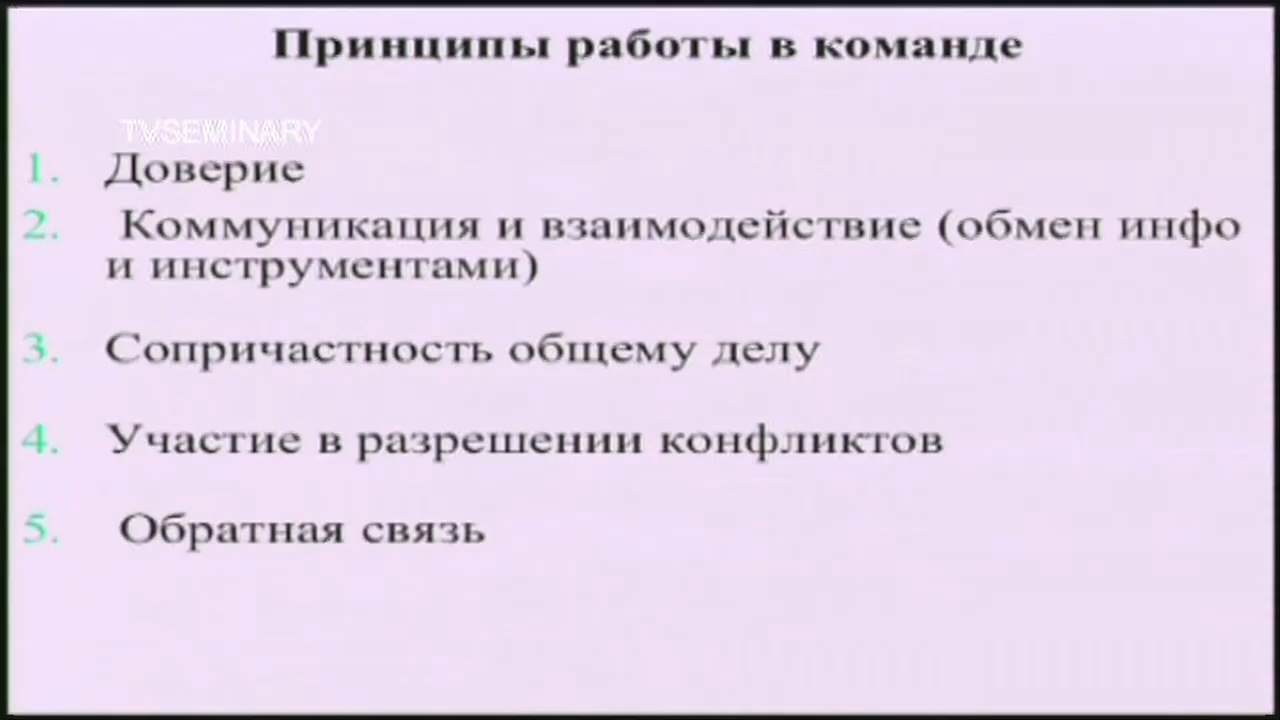 Принципы работы в команде
TVSEMINARY
1. Доверие
2. Коммуникация и взаимодействие (обмен инфо
и инструментами)
3. Сопричастность общему делу
4. Участие в разрешении конфликтов
5. Обратная связь